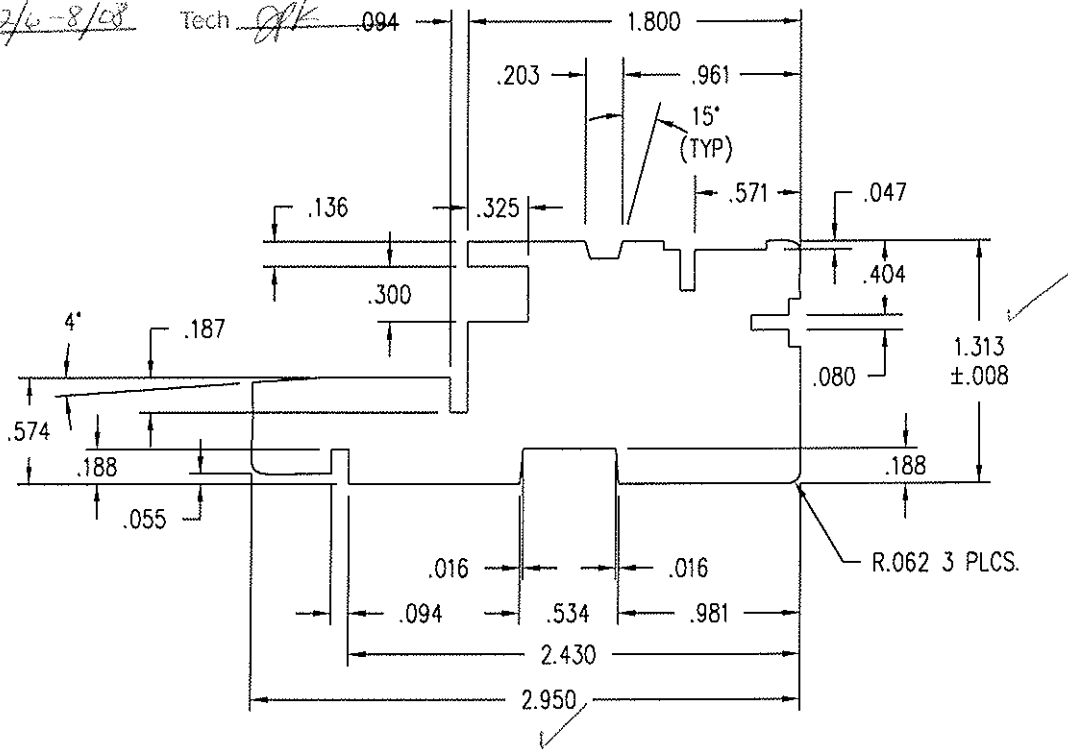 2/6-8/08 Tech
.094 1.800
.203 .961
15°
(TYP)
.136 .325 .571 .047
.300 .404
4° .187
1.313
±.008
.080
.574
.188 .188
.055
.016 .016 R.062 3 PLCS.
.094 .534 .981
2.430
2.950